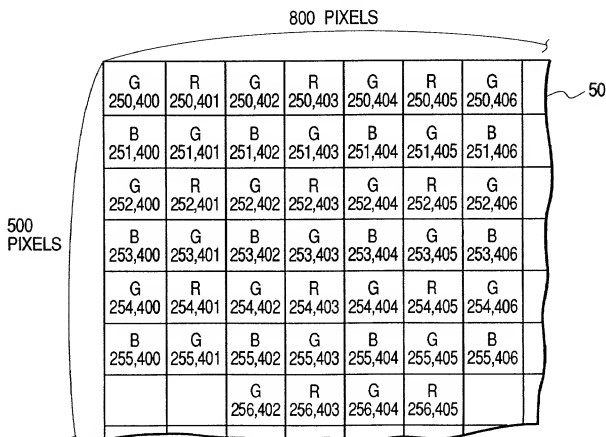 800 PIXELS
50
500
PIXELS
G R G R G R G
250,400 250,401 250,402 250,403 250,404 250,405 250,406
B G B G B G B
251,400 251,401 251,402 251,403 251,404 251,405 251,406
G R G R G R G
252,400 252,401 252,402 252,403 252,404 252,405 252,406
B G B G B G B
253,400 253,401 253,402 253,403 253,404 253,405 253,406
G R G R G R G
254,400 254,401 254,402 254,403 254,404 254,405 254,406
B G B G B G B
255,400 255,401 255,402 255,403 255,404 255,405 255,406
G R G R
256,402 256,403 256,404 256,405